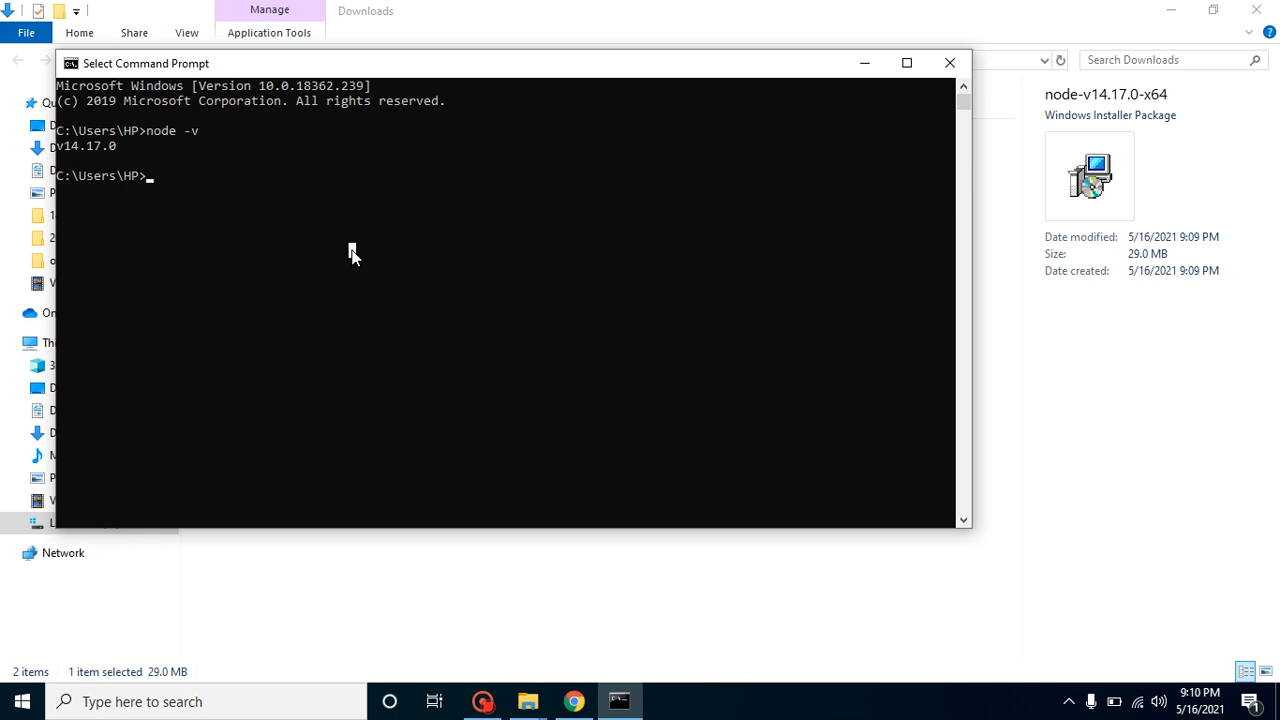 Manage
Downloads
File
Home
Share
View
Application Tools
Select Command Prompt
Search Downloads
Microsoft Windows [Version 10.0.18362.239]
(c) 2019 Microsoft Corporation. All rights reserved.
C:\Users\HP>node -v
v14.17.0
C:\Users\HP>
node-v14.17.0-x64
Windows Installer Package
Date modified: 5/16/2021 9:09 PM
Size: 29.0 MB
Date created: 5/16/2021 9:09 PM
Network
2 items
1 item selected 29.0 MB
Type here to search
9:10 PM
5/16/2021
1